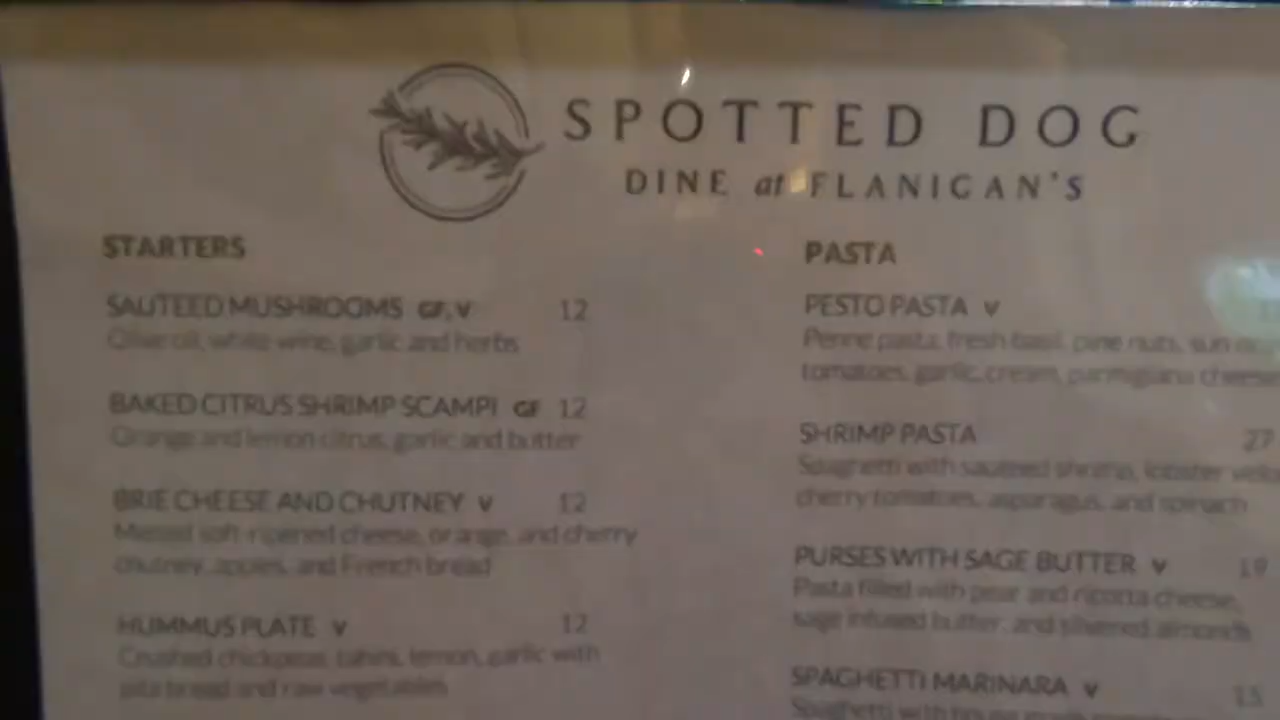 SPOTTED DOG
DINE at FLANIGAN'S
STARTERS
SAUTEED MUSHROOMS GF, V 12
Olive oil, white wine, garlic and herbs
BAKED CITRUS SHRIMP SCAMPI GF 12
Orange and lemon citrus, garlic and butter
BRIE CHEESE AND CHUTNEY V 12
Melted soft-ripened cheese, orange, and cherry
chutney, apples, and French bread
HUMMUS PLATE V 12
Crushed chickpeas, tahini, lemon, garlic with
pita bread and raw vegetables
PASTA
PESTO PASTA V
Penne pasta, fresh basil, pine nuts, sun
tomatoes, garlic, cream, parmigiano cheese
SHRIMP PASTA 27
Spaghetti with sauteed shrimp, lobster
cherry tomatoes, asparagus, and spinach
PURSES WITH SAGE BUTTER V 19
Pasta filled with pear and ricotta cheese,
sage infused butter, and slivered almonds
SPAGHETTI MARINARA V 15
Spaghetti with house made